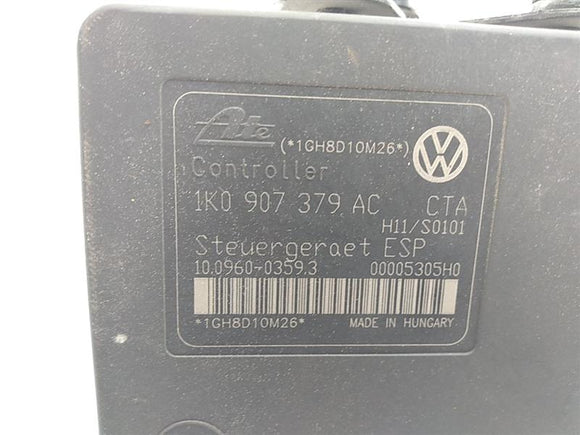 Ate (*1GH8D10M26*)
Controller
1K0 907 379 AC CTA
H11/S0101
Steuergeraet ESP
10.0960-0359.3 00005305H0
*1GH8D10M26* MADE IN HUNGARY